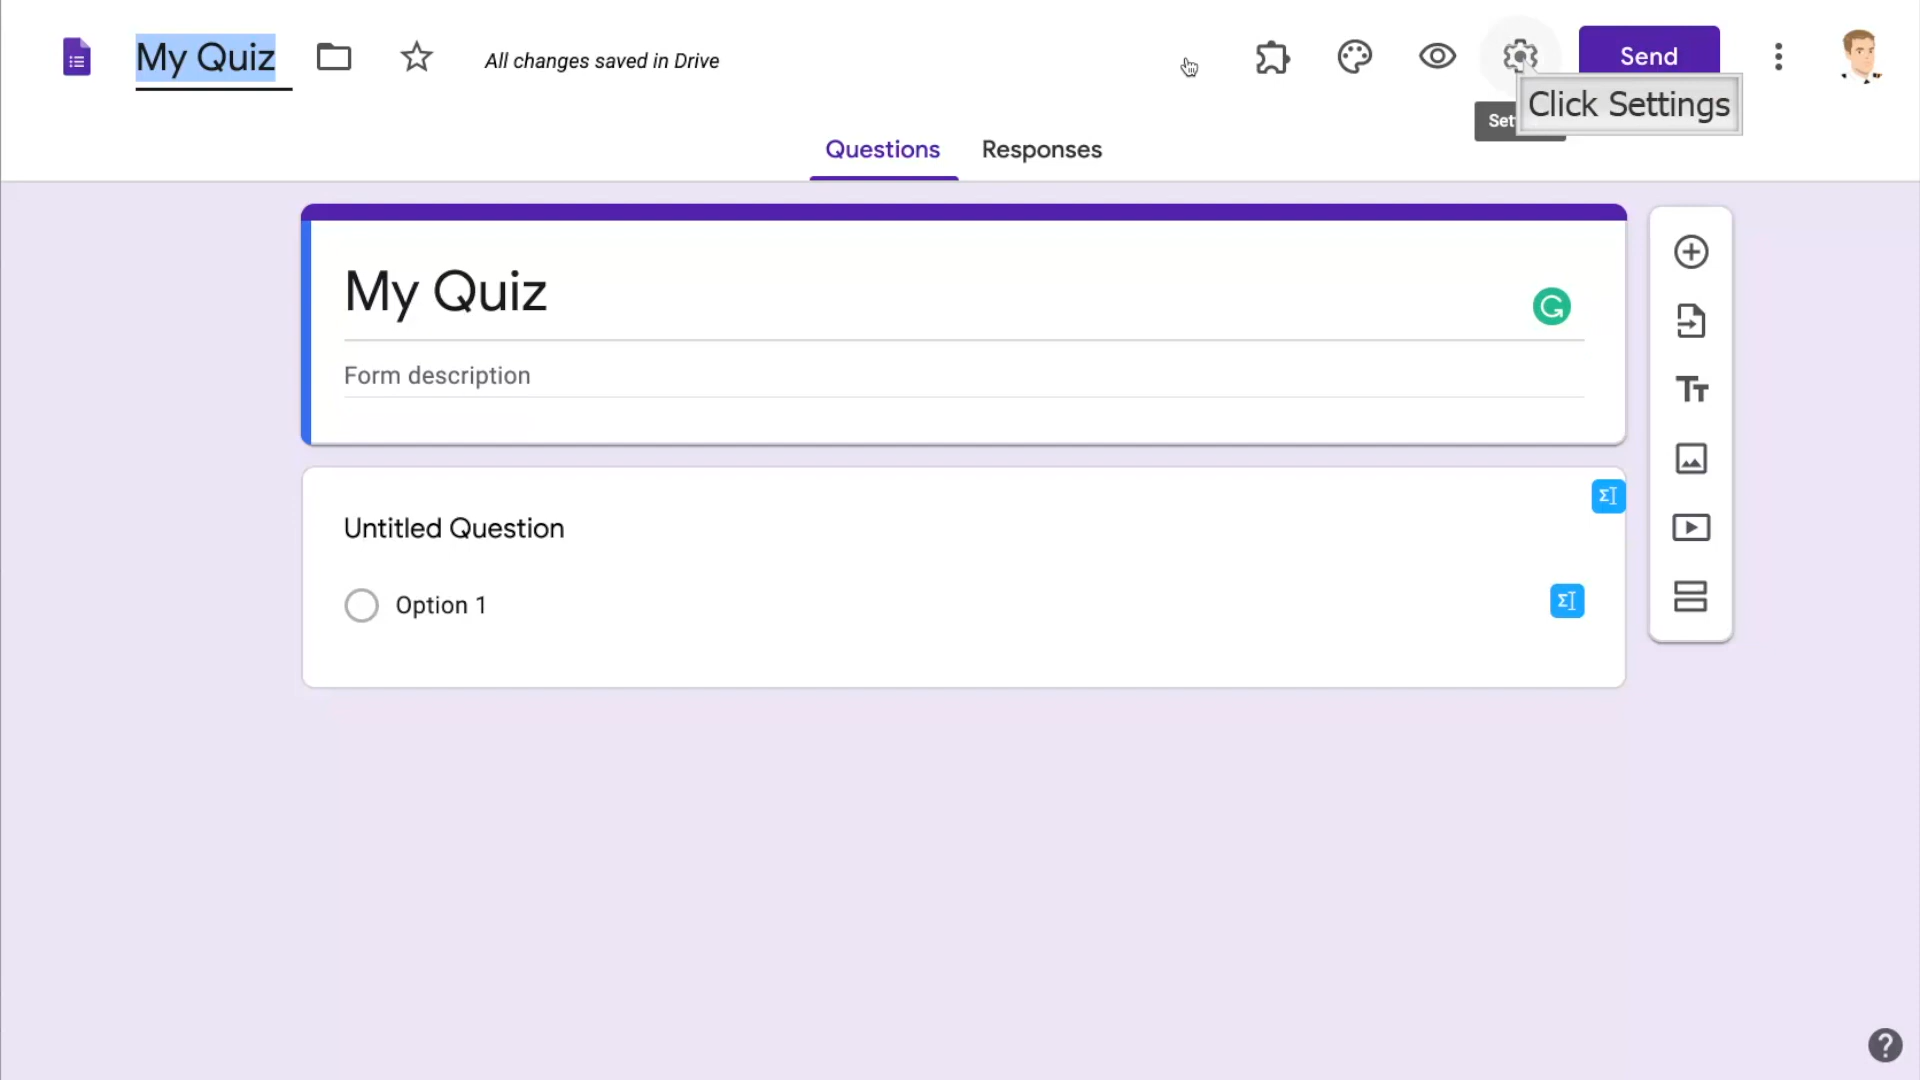 My Quiz
All changes saved in Drive
Send
Click Settings
Set
Questions
Responses
My Quiz
Form description
Untitled Question
Option 1